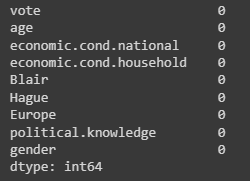 vote 0
age 0
economic.cond.national 0
economic.cond.household 0
Blair 0
Hague 0
Europe 0
political.knowledge 0
gender 0
dtype: int64